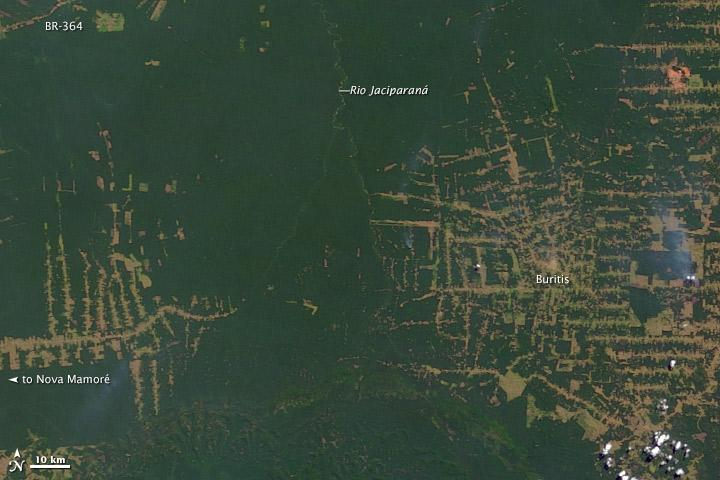 BR-364
Rio Jaciparaná
Buritis
to Nova Mamoré
N
10 km